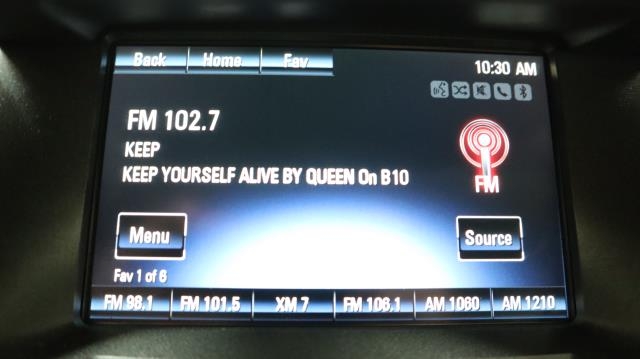 Back Home Fav
10:30 AM
FM 102.7
KEEP
KEEP YOURSELF ALIVE BY QUEEN On B10
FM
Menu
Source
Fav 1 of 6
FM 98.1 FM 101.5 XM 7 FM 106.1 AM 1060 AM 1210